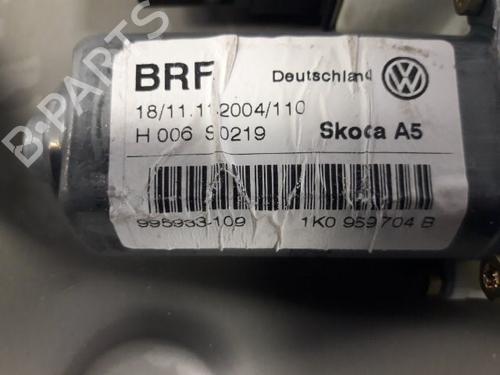 B-PARTS
BRF Deutschland
18/11.11.2004/110
H 006 S0219 Skoda A5
995933-109 1K0 959 704 B